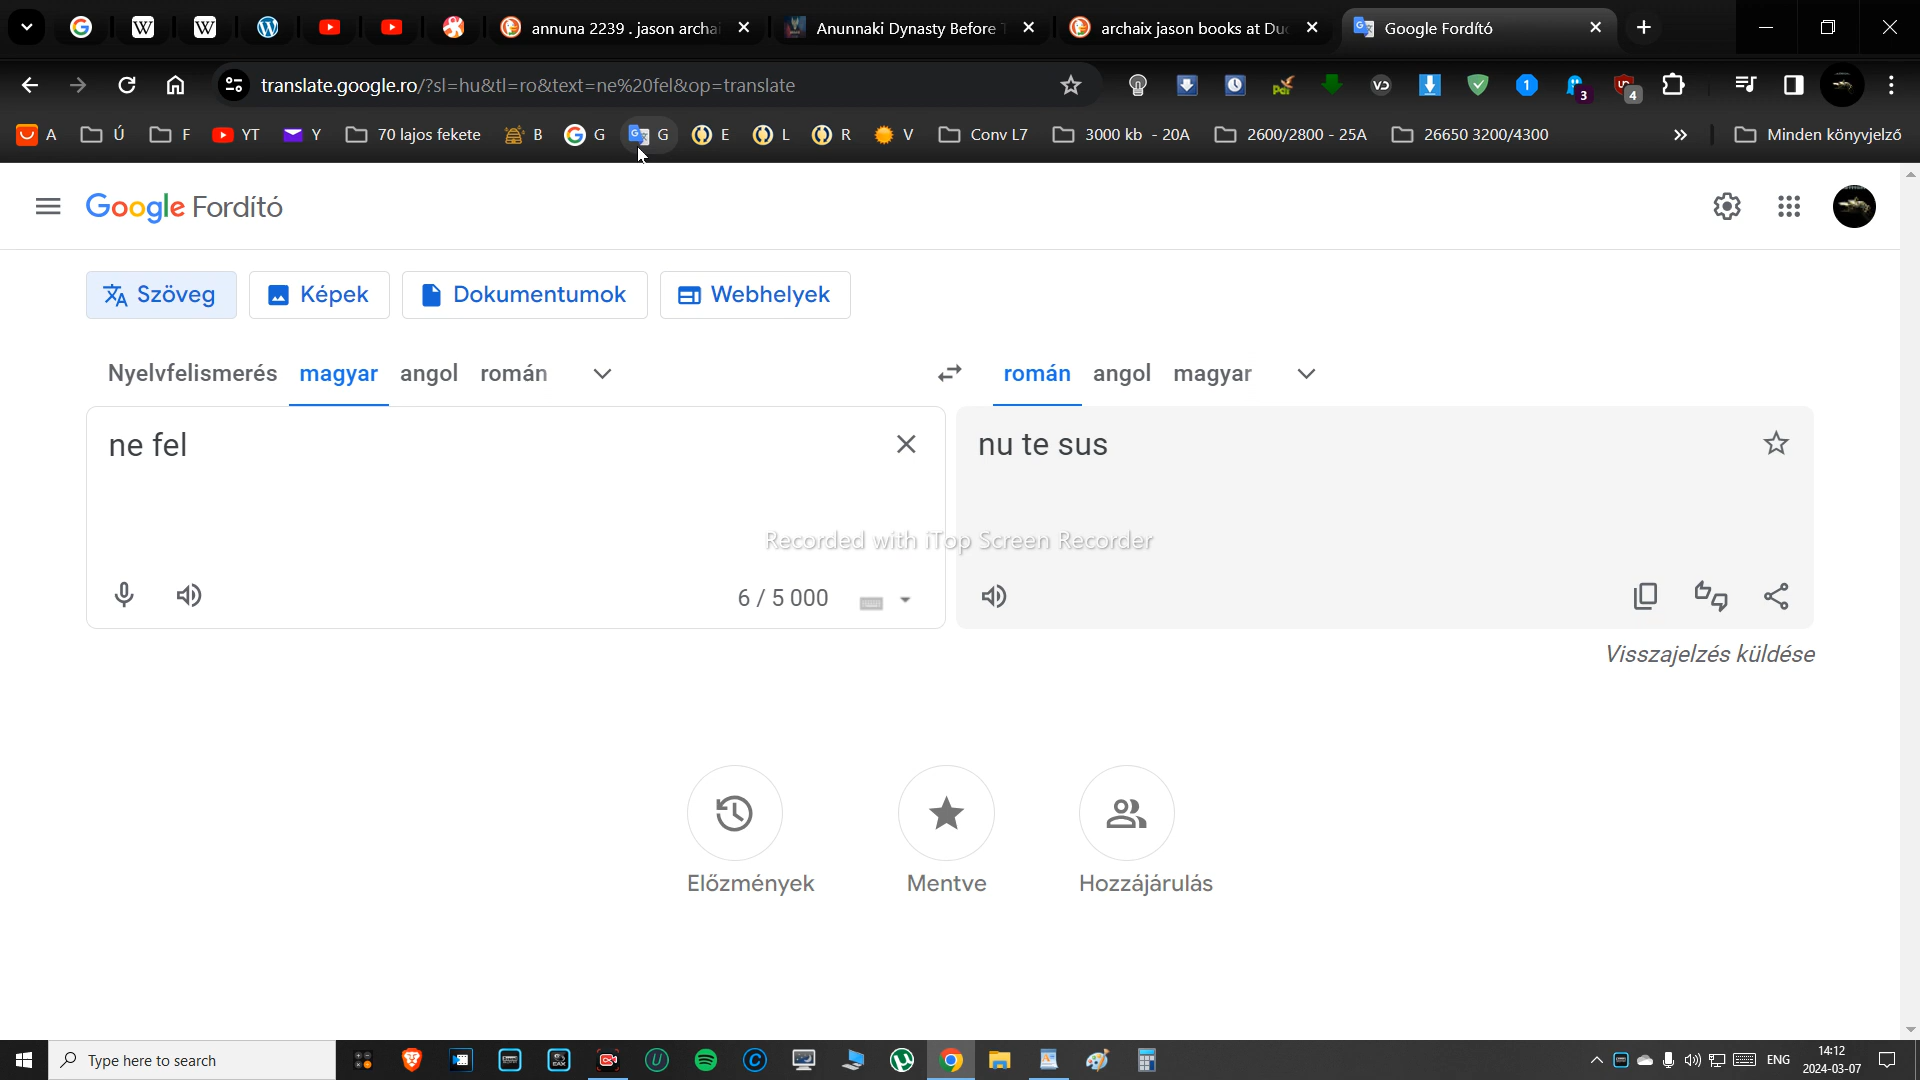 annuna 2239 . jason archai
Anunnaki Dynasty Before
archaix jason books at Duc
Google Fordító
translate.google.ro/?sl=hu&tl=ro&text=ne%20fel&op=translate
3
4
A
Ú
F
YT
Y
70 lajos fekete
B
G
G
E
L
R
V
Conv L7
3000 kb - 20A
2600/2800 - 25A
26650 3200/4300
Minden könyvjelző
Google Fordító
Szöveg
Képek
Dokumentumok
Webhelyek
Nyelvfelismerés magyar angol román
román angol magyar
ne fel
nu te sus
Recorded with iTop Screen Recorder
6 / 5 000
Visszajelzés küldése
Előzmények
Mentve
Hozzájárulás
Type here to search
ENG
14:12
2024-03-07